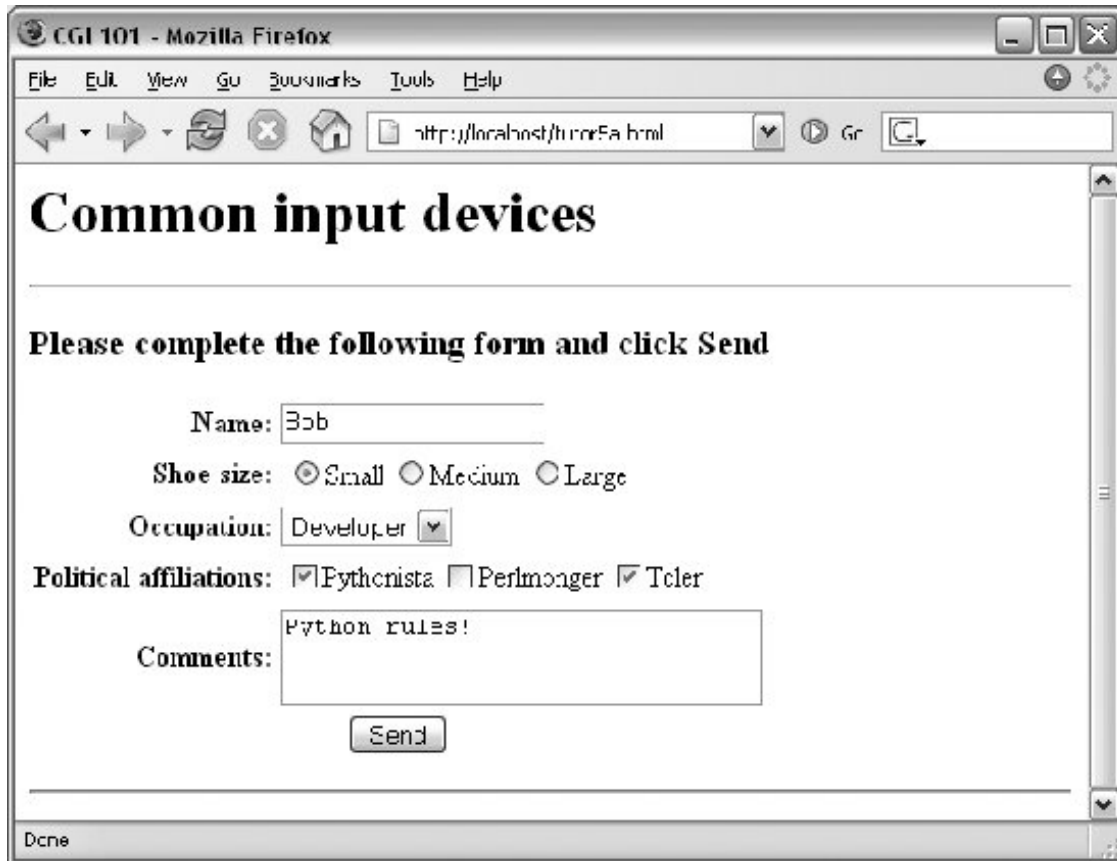 CGI 101 - Mozilla Firefox
File Edit View Go Bookmarks Tools Help
http://localhost/tutor5a.html Go
Common input devices
Please complete the following form and click Send
Name: Bob
Shoe size: Small Medium Large
Occupation: Developer
Political affiliations: Pythonista Perlmonger Tcler
Comments: Python rules!
Send
Done